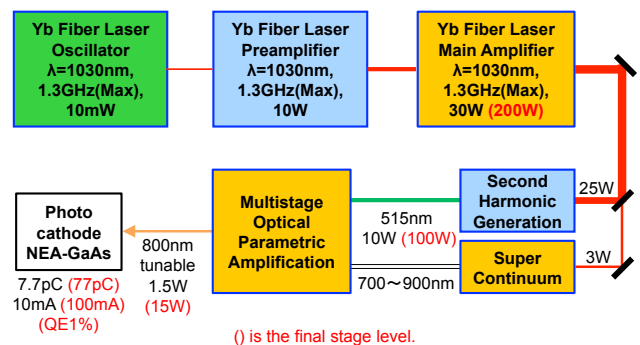 Yb Fiber Laser
Oscillator
λ=1030nm,
1.3GHz(Max),
10mW
Yb Fiber Laser
Preamplifier
λ=1030nm,
1.3GHz(Max),
10W
Yb Fiber Laser
Main Amplifier
λ=1030nm,
1.3GHz(Max),
30W (200W)
Photo
cathode
NEA-GaAs
7.7pC (77pC)
10mA (100mA)
(QE1%)
800nm
tunable
1.5W
(15W)
Multistage
Optical
Parametric
Amplification
515nm
10W (100W)
700～900nm
Second
Harmonic
Generation
25W
Super
Continuum
3W
() is the final stage level.